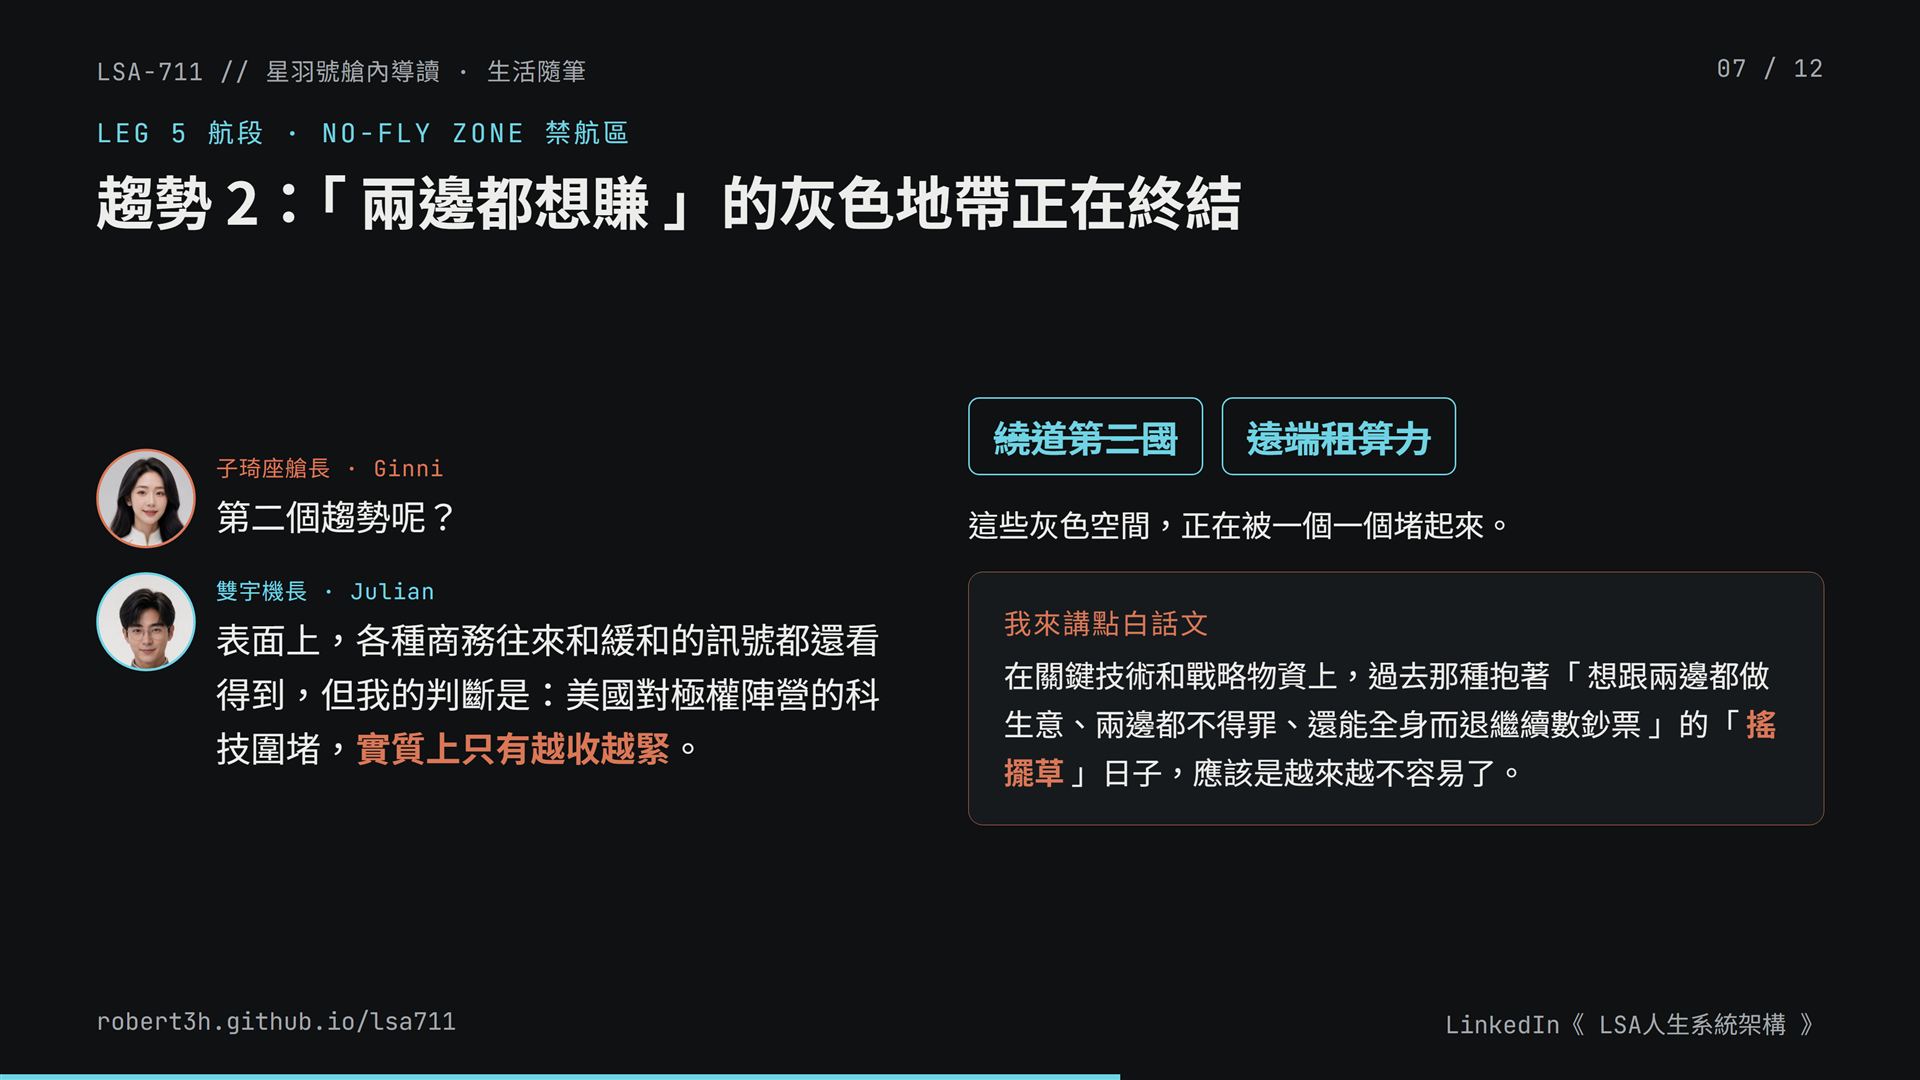 LSA-711 // 星羽號艙內導讀 · 生活隨筆
07 / 12
LEG 5 航段 · NO-FLY ZONE 禁航區
趨勢 2：「兩邊都想賺」的灰色地帶正在終結
子琦座艙長 · Ginni
第二個趨勢呢？
雙宇機長 · Julian
表面上，各種商務往來和緩和的訊號都還看
得到，但我的判斷是：美國對極權陣營的科
技圍堵，實質上只有越收越緊。
繞道第三國
遠端租算力
這些灰色空間，正在被一個一個堵起來。
我來講點白話文
在關鍵技術和戰略物資上，過去那種抱著「想跟兩邊都做
生意、兩邊都不得罪、還能全身而退繼續數鈔票」的「搖
擺草」日子，應該是越來越不容易了。
robert3h.github.io/lsa711
LinkedIn《 LSA人生系統架構 》